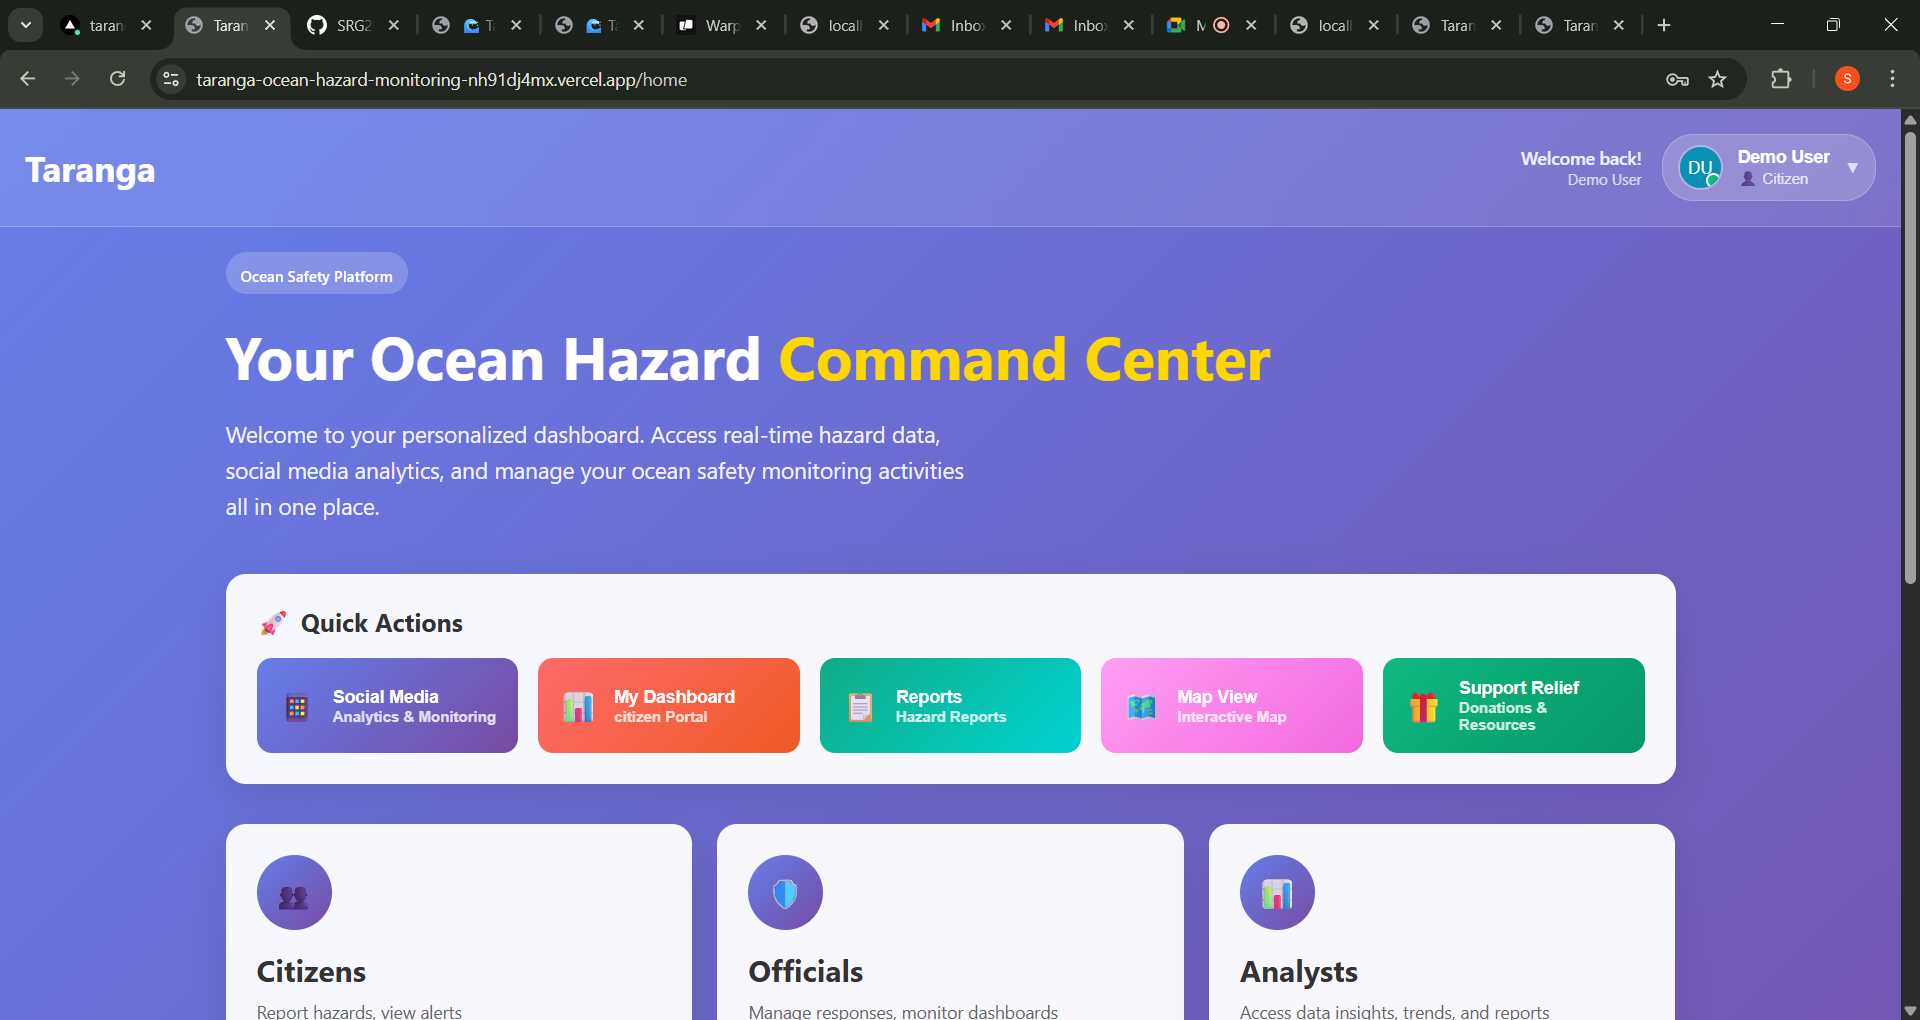 taran
Taran
SRG2
Ta
Ta
Warp
locall
Inbox
Inbox
M
locall
Taran
Taran
taranga-ocean-hazard-monitoring-nh91dj4mx.vercel.app/home
S
Taranga
Welcome back!
Demo User
DU
Demo User
Citizen
Ocean Safety Platform
Your Ocean Hazard Command Center
Welcome to your personalized dashboard. Access real-time hazard data,
social media analytics, and manage your ocean safety monitoring activities
all in one place.
Quick Actions
Social Media
Analytics & Monitoring
My Dashboard
citizen Portal
Reports
Hazard Reports
Map View
Interactive Map
Support Relief
Donations &
Resources
Citizens
Report hazards, view alerts
Officials
Manage responses, monitor dashboards
Analysts
Access data insights, trends, and reports